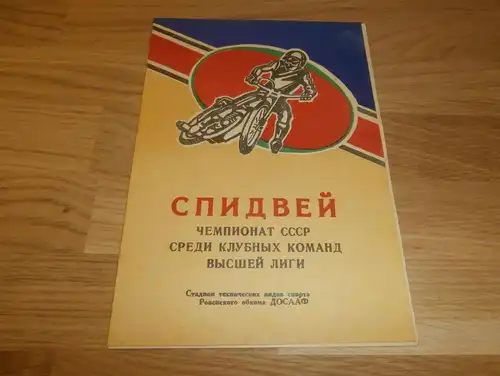 СПИДВЕЙ
ЧЕМПИОНАТ СССР
СРЕДИ КЛУБНЫХ КОМАНД
ВЫСШЕЙ ЛИГИ
Стадион технических видов спорта
Ровенского обкома ДОСААФ